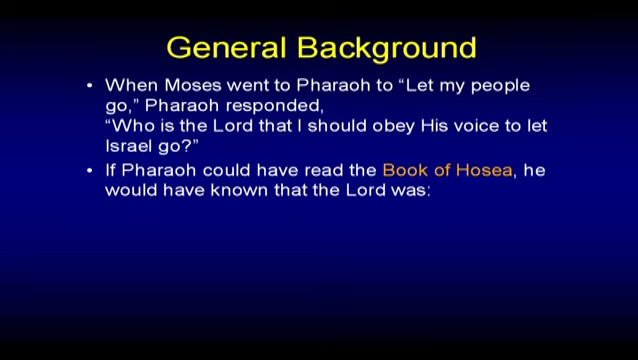 General Background
• When Moses went to Pharaoh to “Let my people
go,” Pharaoh responded,
“Who is the Lord that I should obey His voice to let
Israel go?”
• If Pharaoh could have read the Book of Hosea, he
would have known that the Lord was: